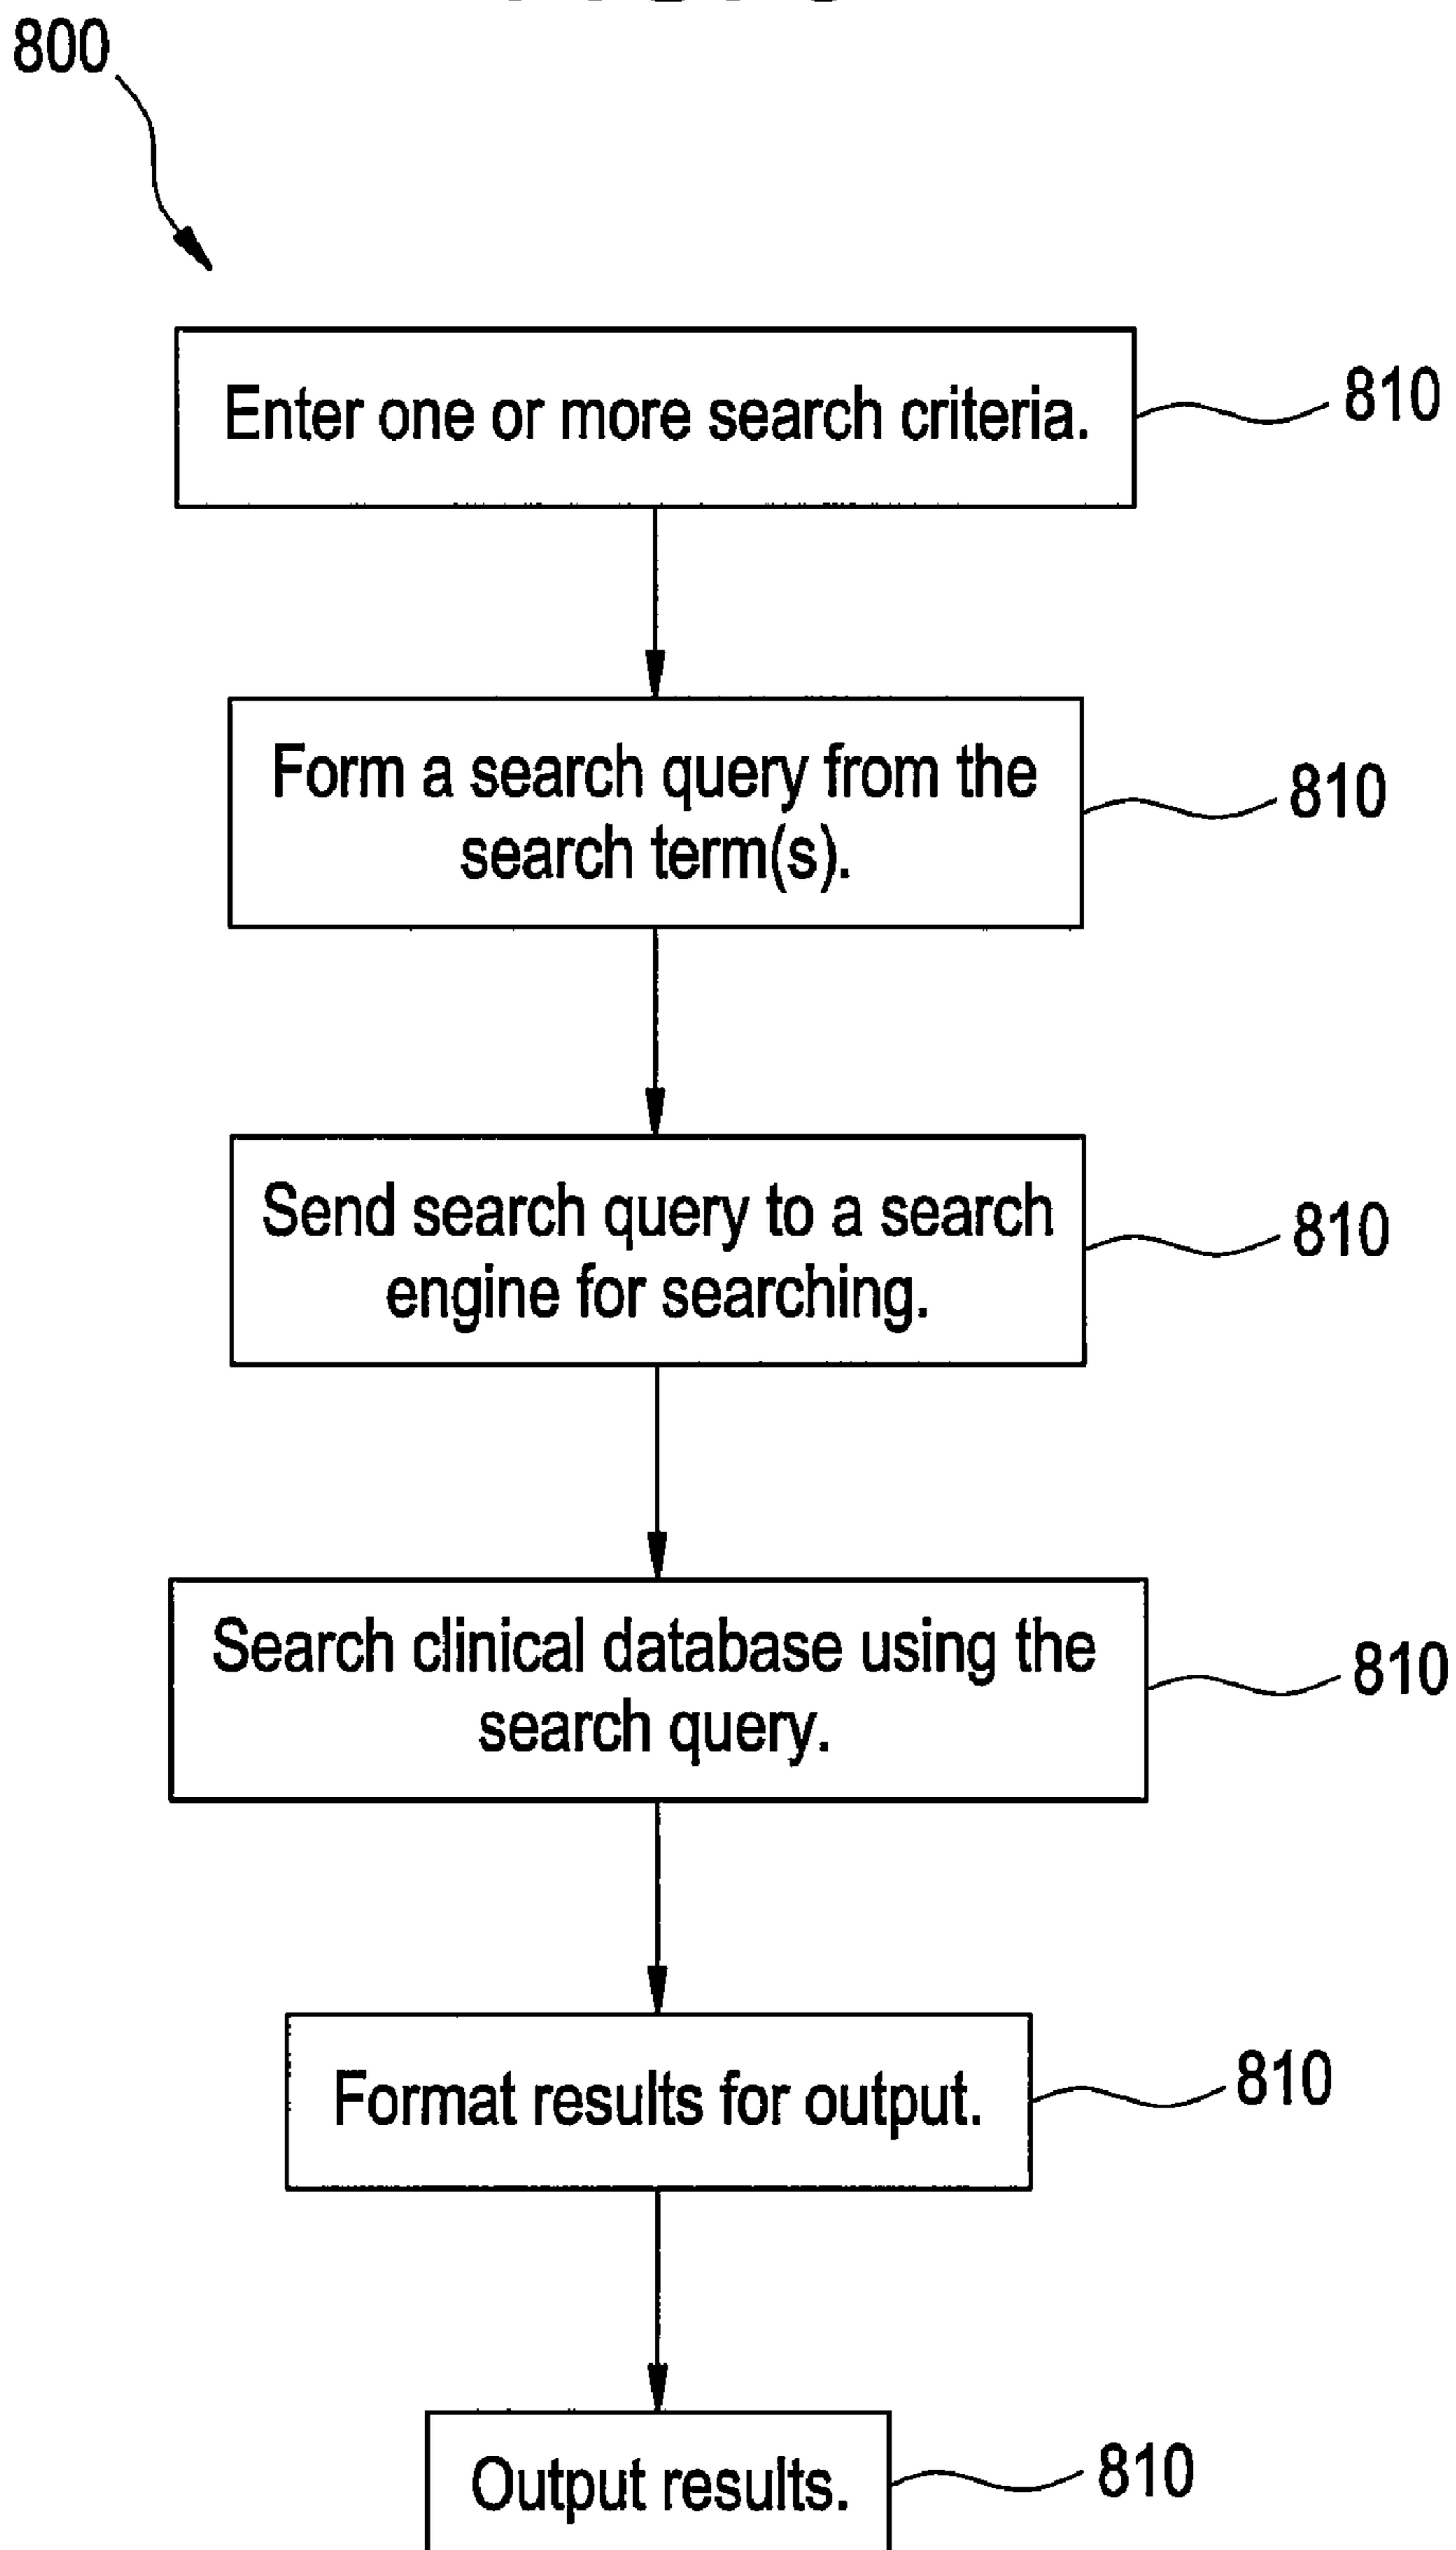 800
Enter one or more search criteria.
810
Form a search query from the
search term(s).
810
Send search query to a search
engine for searching.
810
Search clinical database using the
search query.
810
Format results for output.
810
Output results.
810